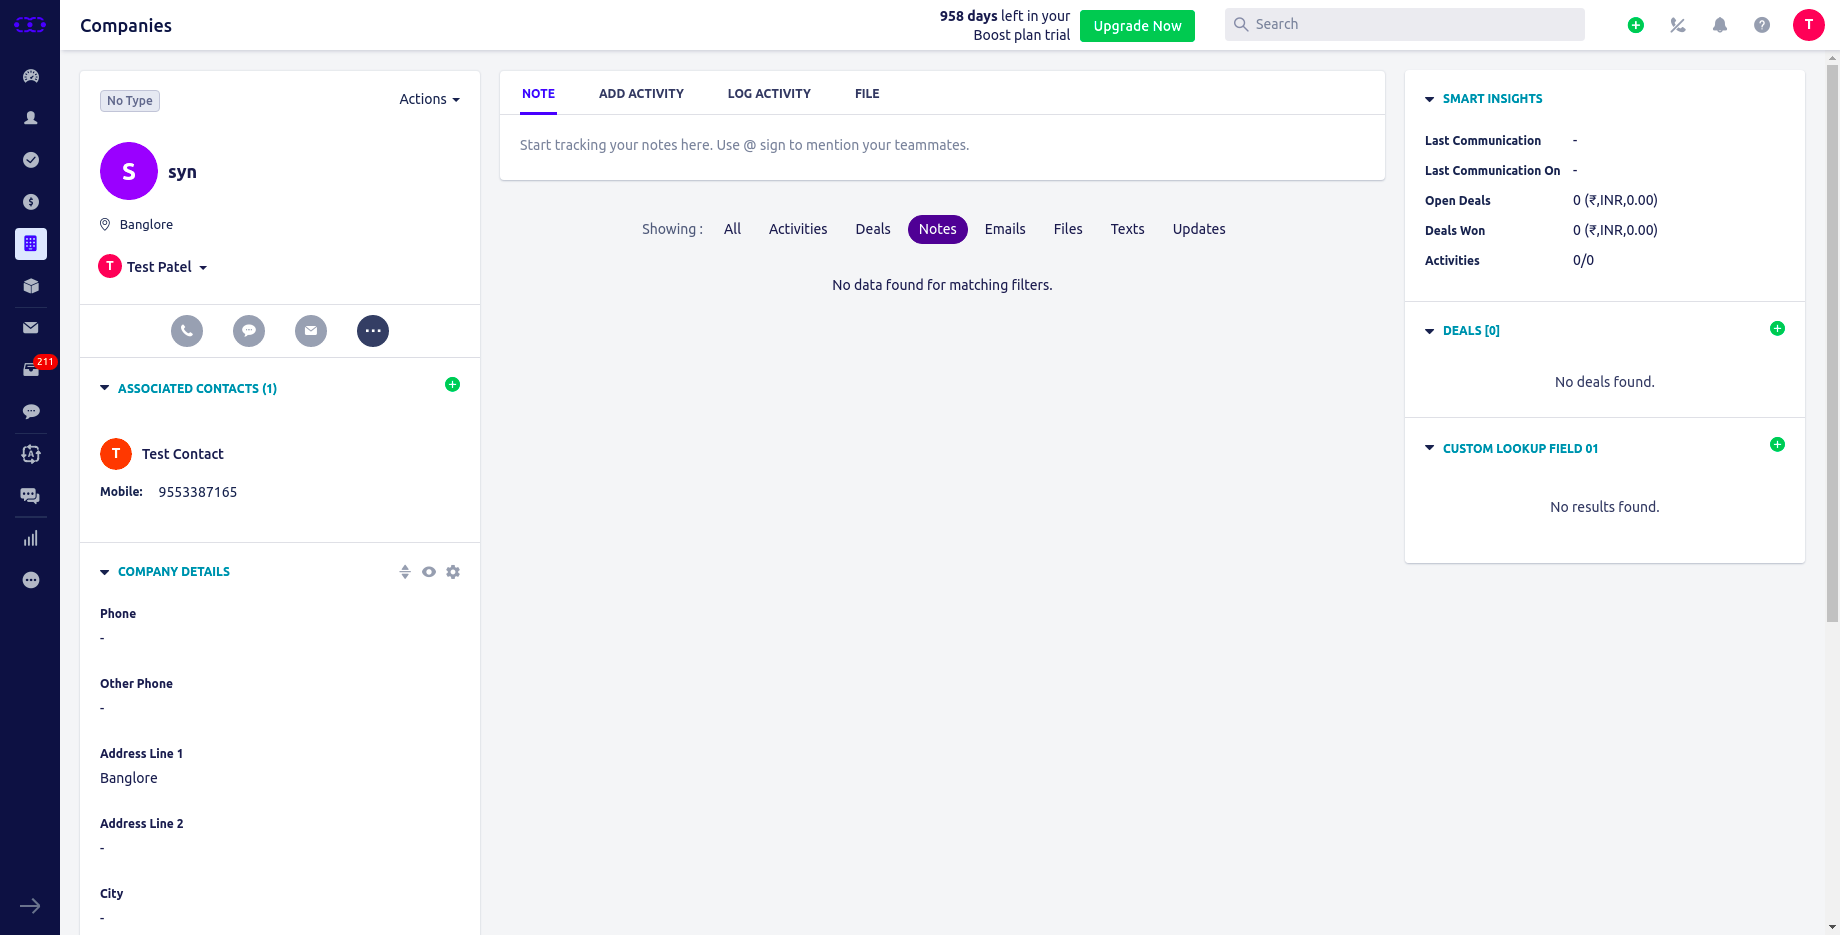 Companies
958 days left in your
Boost plan trial
Upgrade Now
Search
T
211
No Type
Actions
S
syn
Banglore
T
Test Patel
ASSOCIATED CONTACTS (1)
T
Test Contact
Mobile: 9553387165
COMPANY DETAILS
Phone
-
Other Phone
-
Address Line 1
Banglore
Address Line 2
-
City
-
NOTE ADD ACTIVITY LOG ACTIVITY FILE
Start tracking your notes here. Use @ sign to mention your teammates.
Showing : All Activities Deals Notes Emails Files Texts Updates
No data found for matching filters.
SMART INSIGHTS
Last Communication -
Last Communication On -
Open Deals 0 (₹,INR,0.00)
Deals Won 0 (₹,INR,0.00)
Activities 0/0
DEALS [0]
No deals found.
CUSTOM LOOKUP FIELD 01
No results found.